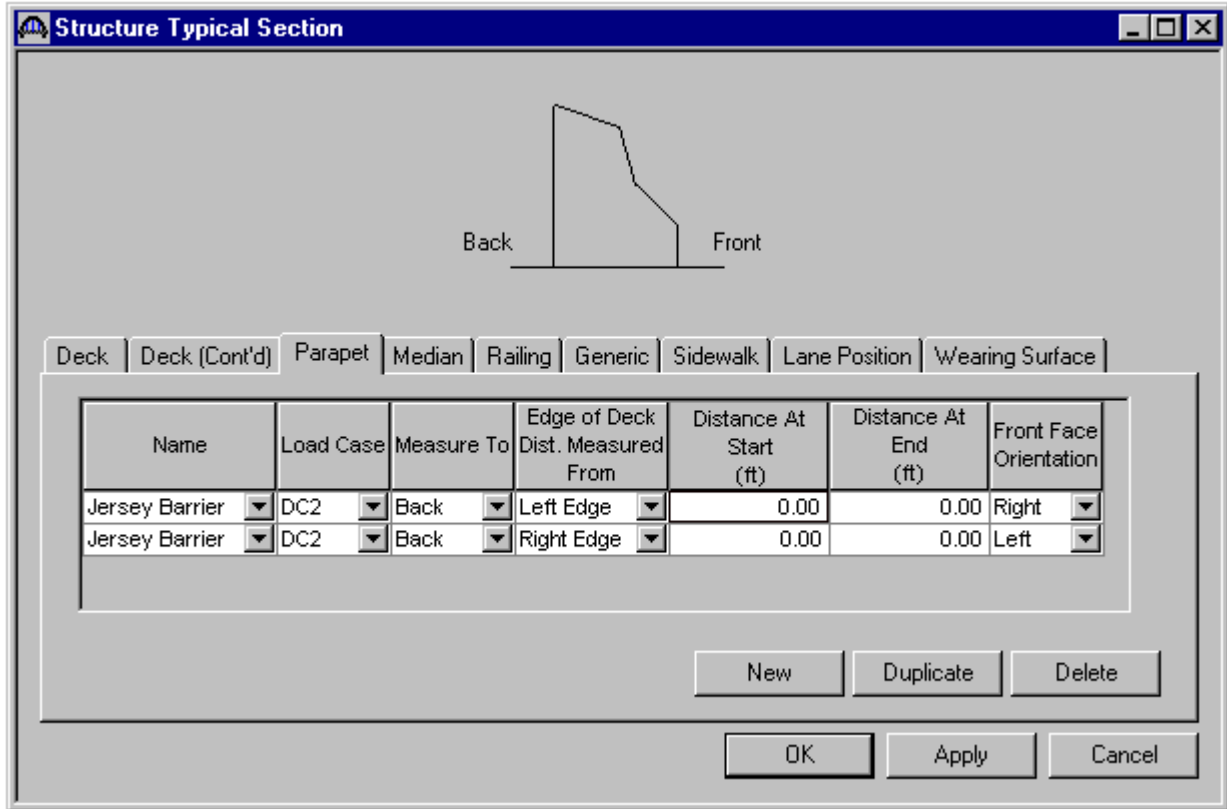 Structure Typical Section
Back Front
Deck Deck (Cont'd) Parapet Median Railing Generic Sidewalk Lane Position Wearing Surface
Name Load Case Measure To Edge of Deck Dist. Measured From Distance At Start (ft) Distance At End (ft) Front Face Orientation
Jersey Barrier DC2 Back Left Edge 0.00 0.00 Right
Jersey Barrier DC2 Back Right Edge 0.00 0.00 Left
New Duplicate Delete
OK Apply Cancel